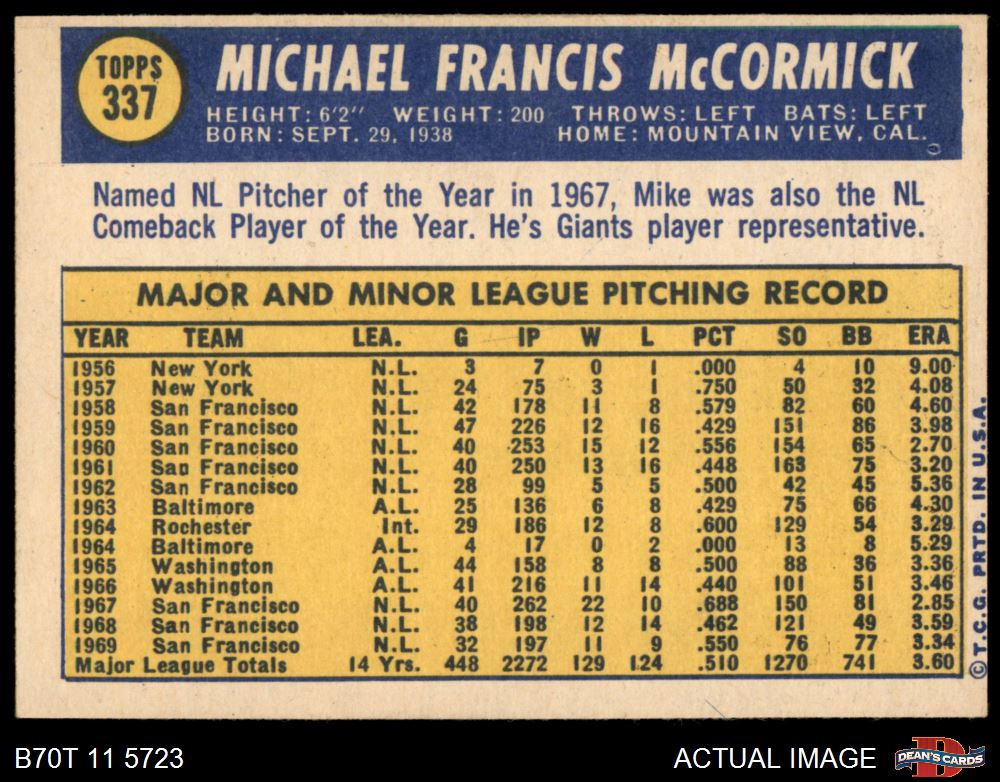 TOPPS
337
MICHAEL FRANCIS McCORMICK
HEIGHT: 6'2" WEIGHT: 200 THROWS: LEFT BATS: LEFT
BORN: SEPT. 29, 1938 HOME: MOUNTAIN VIEW, CAL.
Named NL Pitcher of the Year in 1967, Mike was also the NL
Comeback Player of the Year. He's Giants player representative.
MAJOR AND MINOR LEAGUE PITCHING RECORD
YEAR TEAM LEA. G IP W L PCT SO BB ERA
1956 New York N.L. 3 7 0 1 .000 4 10 9.00
1957 New York N.L. 24 75 3 1 .750 50 32 4.08
1958 San Francisco N.L. 42 178 11 8 .579 82 60 4.60
1959 San Francisco N.L. 47 226 12 16 .429 151 86 3.98
1960 San Francisco N.L. 40 253 15 12 .556 154 65 2.70
1961 San Francisco N.L. 40 250 13 16 .448 163 75 3.20
1962 San Francisco N.L. 28 99 5 5 .500 42 45 5.36
1963 Baltimore A.L. 25 136 6 8 .429 75 66 4.30
1964 Rochester Int. 29 186 12 8 .600 129 54 3.29
1964 Baltimore A.L. 4 17 0 2 .000 13 8 5.29
1965 Washington A.L. 44 158 8 8 .500 88 36 3.36
1966 Washington A.L. 41 216 11 14 .440 101 51 3.46
1967 San Francisco N.L. 40 262 22 10 .688 150 81 2.85
1968 San Francisco N.L. 38 198 12 14 .462 121 49 3.59
1969 San Francisco N.L. 32 197 11 9 .550 76 77 3.34
Major League Totals 14 Yrs. 448 2272 129 124 .510 1270 741 3.60
© T.C.G. PRTD. IN U.S.A.
B70T 11 5723
ACTUAL IMAGE
D
DEAN'S CARDS